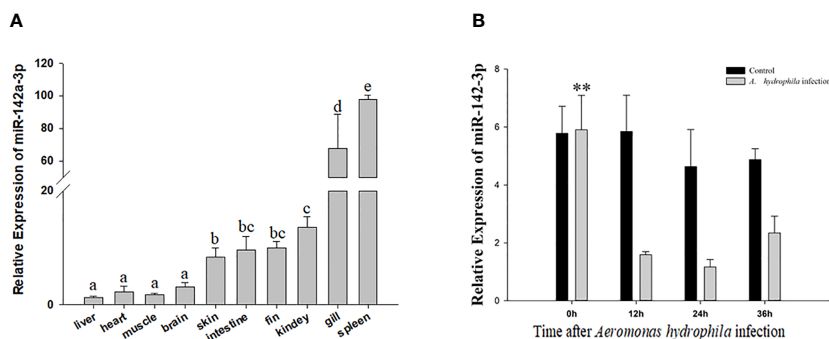 A
Relative Expression of miR-142a-3p
120
100
80
60
20
0
a
a
a
a
b
bc
bc
c
d
e
liver
heart
muscle
brain
skin
intestine
fin
kindey
gill
spleen
B
Relative Expression of miR-142-3p
8
6
4
2
0
**
Control
A. hydrophila infection
0h
12h
24h
36h
Time after Aeromonas hydrophila infection